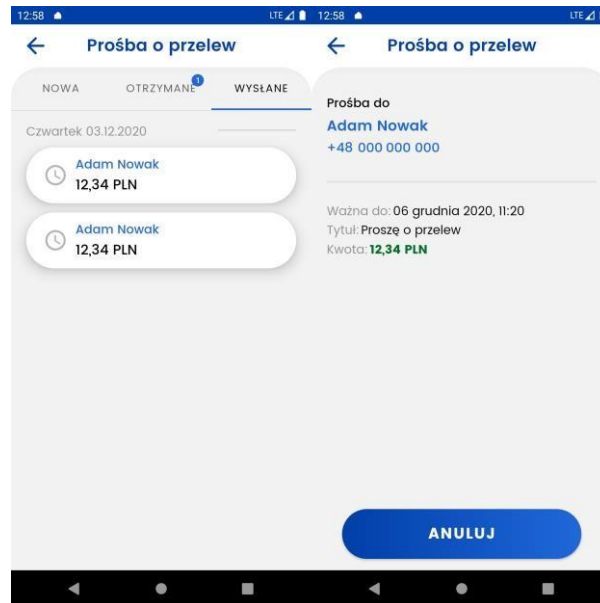 12:58
LTE
Prośba o przelew
NOWA
OTRZYMANE
1
WYSŁANE
Czwartek 03.12.2020
Adam Nowak
12,34 PLN
Adam Nowak
12,34 PLN
12:58
LTE
Prośba o przelew
Prośba do
Adam Nowak
+48 000 000 000
Ważna do: 06 grudnia 2020, 11:20
Tytuł: Proszę o przelew
Kwota: 12,34 PLN
ANULUJ